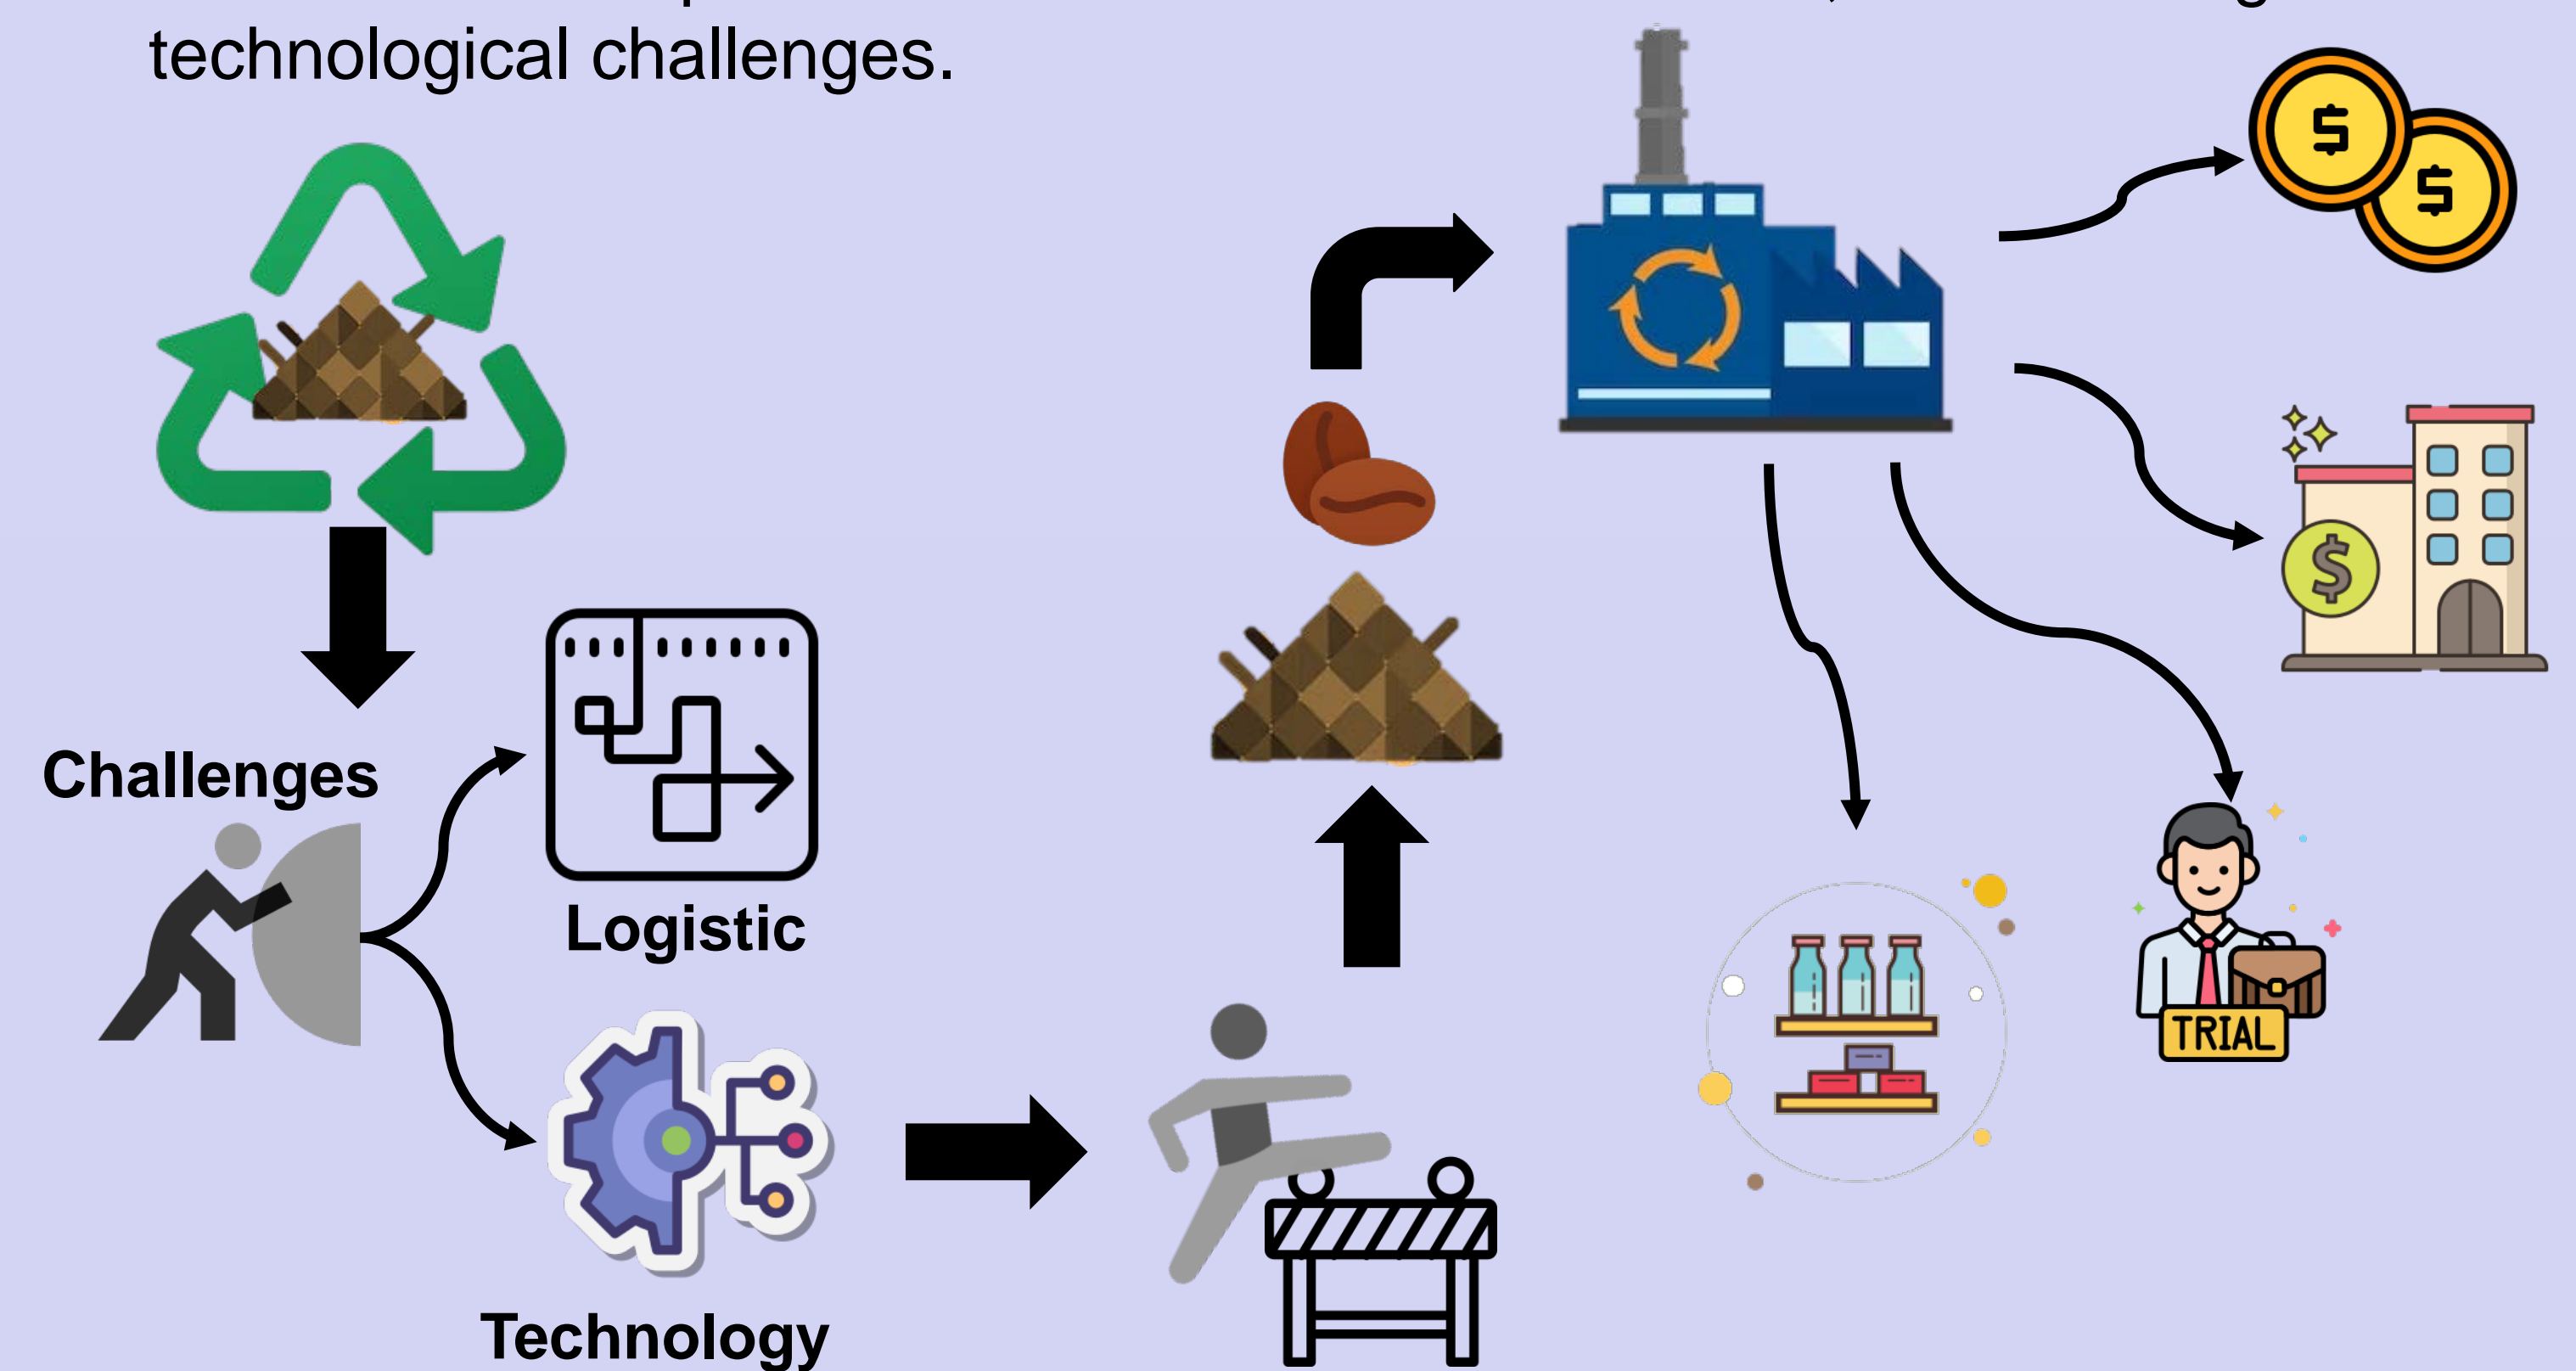 technological challenges.
Challenges
Logistic
Technology
$
$
$
TRIAL